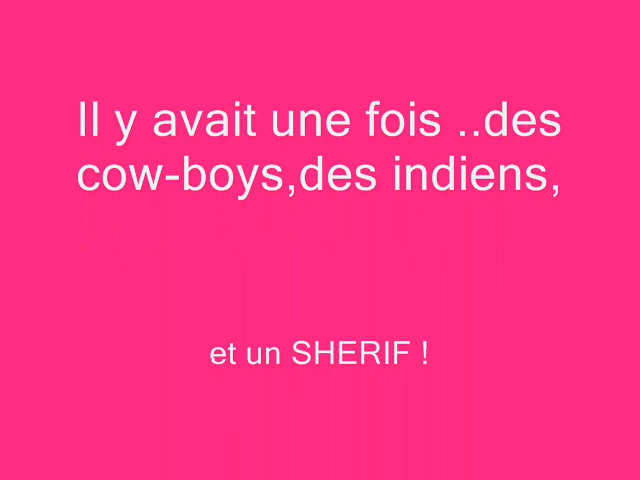 Il y avait une fois ..des
cow-boys,des indiens,
et un SHERIF !